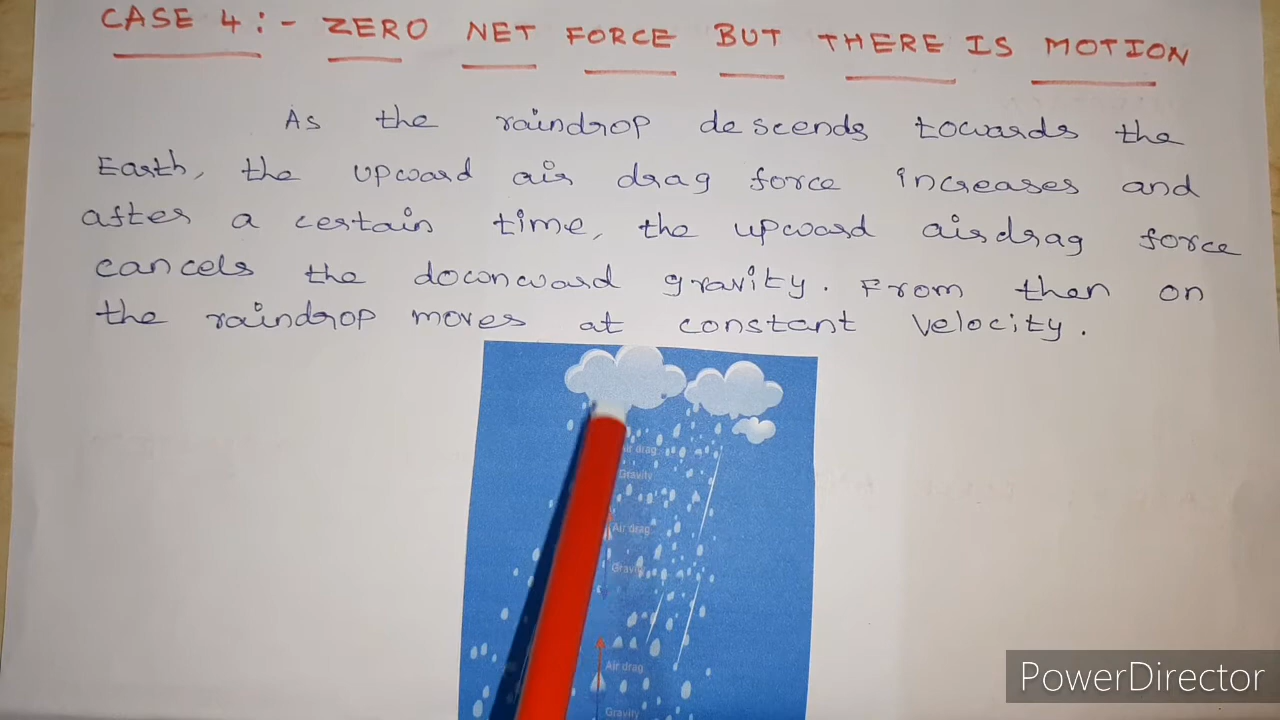 CASE 4:- ZERO NET FORCE BUT THERE IS MOTION
As the raindrop descends towards the
Earth, the upward air drag force increases and
after a certain time, the upward airdrag force
cancels the downward gravity. From then on
the raindrop moves at constant velocity.
Air drag
Gravity
Air drag
Gravity
Air drag
Gravity
PowerDirector